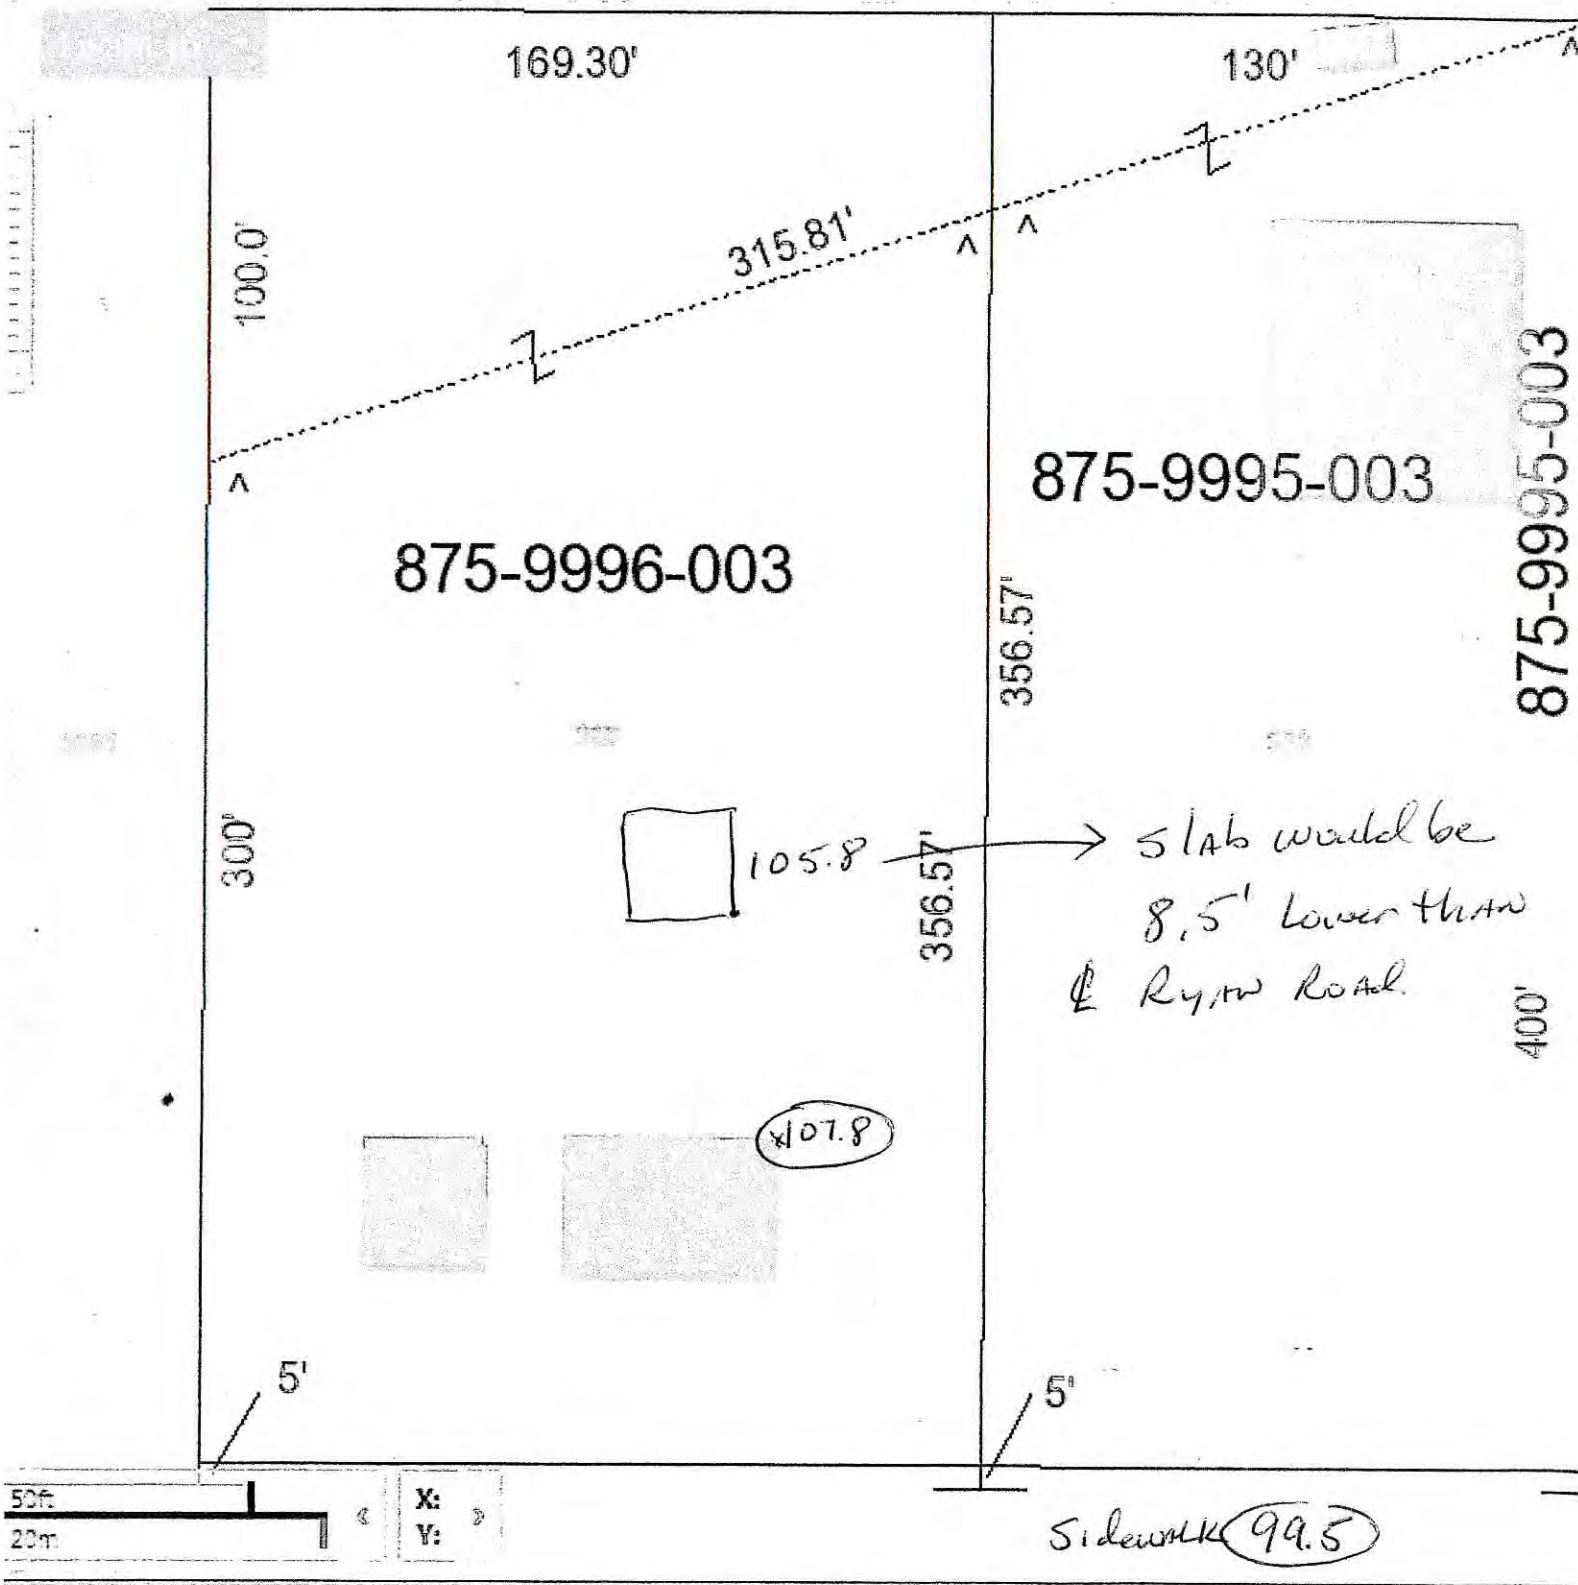 169.30'
130'
100.0'
315.81'
875-9995-003
875-9995-003
875-9996-003
356.57'
300'
105.8
356.57'
slab would be
8.5' Lower than
℄ Ryan Road.
400'
x107.8
5'
5'
50ft
20m
X:
Y:
Sidewalk 99.5